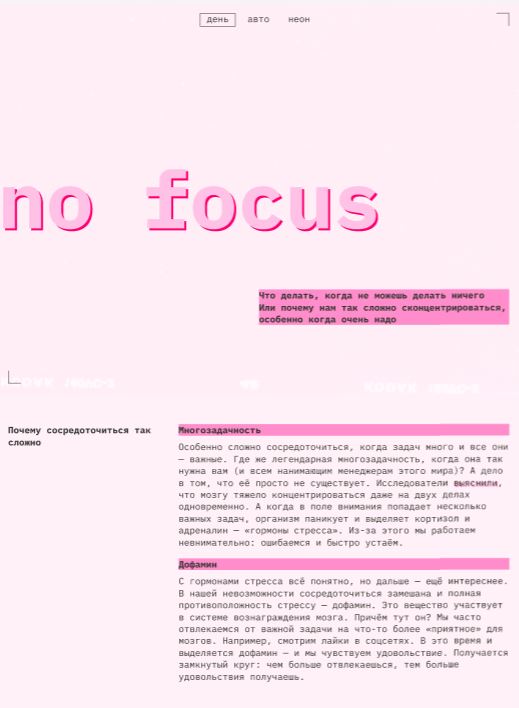 день авто неон
no focus
Что делать, когда не можешь делать ничего
Или почему нам так сложно сконцентрироваться,
особенно когда очень надо
Почему сосредоточиться так
сложно
Многозадачность
Особенно сложно сосредоточиться, когда задач много и все они
— важные. Где же легендарная многозадачность, когда она так
нужна вам (и всем нанимающим менеджерам этого мира)? А дело
в том, что её просто не существует. Исследователи выяснили,
что мозгу тяжело концентрироваться даже на двух делах
одновременно. А когда в поле внимания попадает несколько
важных задач, организм паникует и выделяет кортизол и
адреналин — «гормоны стресса». Из-за этого мы работаем
невнимательно: ошибаемся и быстро устаём.
Дофамин
С гормонами стресса всё понятно, но дальше — ещё интереснее.
В нашей невозможности сосредоточиться замешана и полная
противоположность стрессу — дофамин. Это вещество участвует
в системе вознаграждения мозга. Причём тут он? Мы часто
отвлекаемся от важной задачи на что-то более «приятное» для
мозгов. Например, смотрим лайки в соцсетях. В это время и
выделяется дофамин — и мы чувствуем удовольствие. Получается
замкнутый круг: чем больше отвлекаешься, тем больше
удовольствия получаешь.